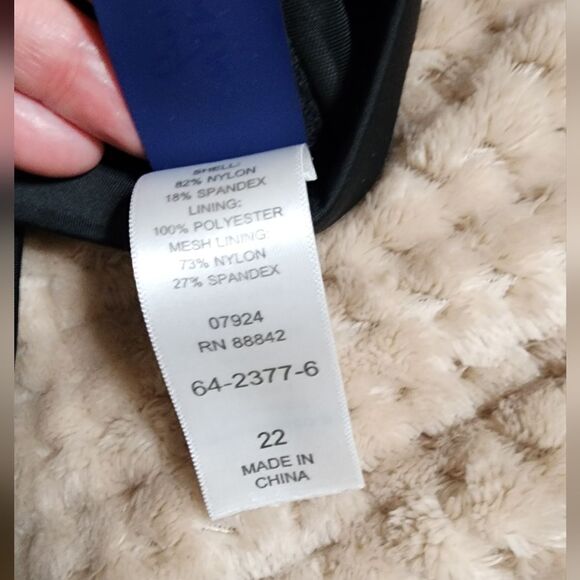 SHELL:
82% NYLON
18% SPANDEX
LINING:
100% POLYESTER
MESH LINING:
73% NYLON
27% SPANDEX
07924
RN 88842
64-2377-6
22
MADE IN
CHINA